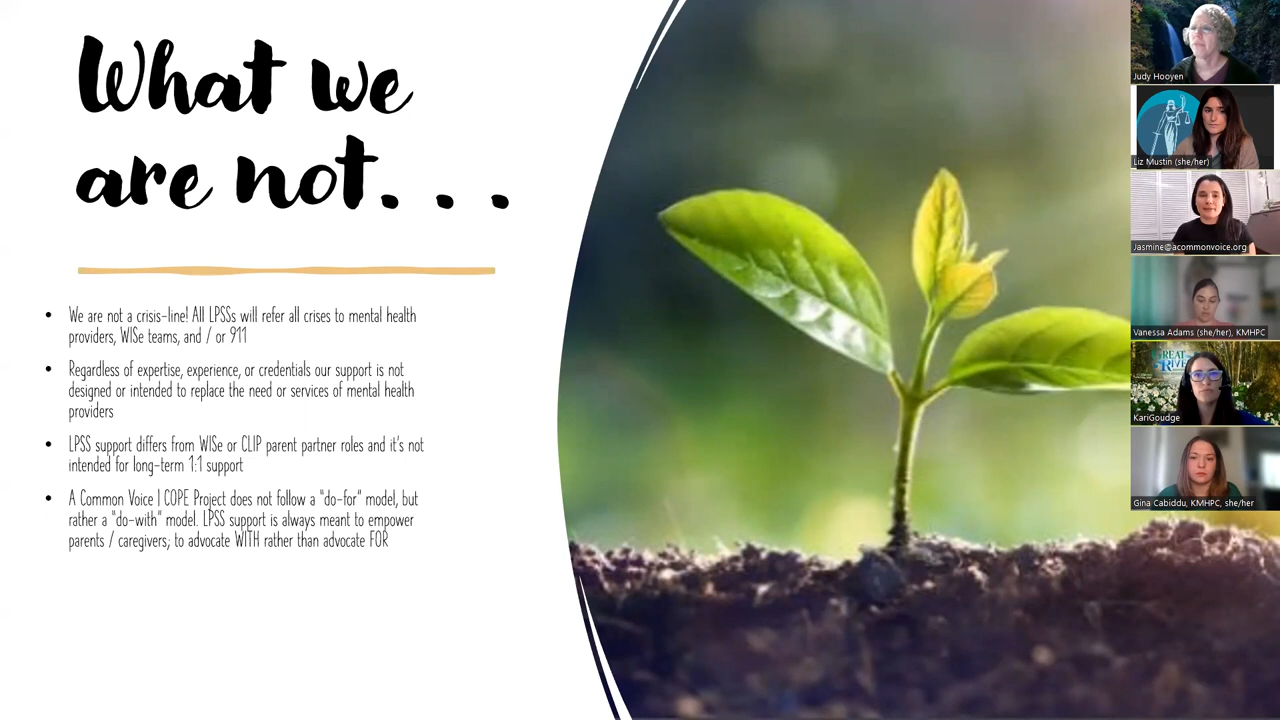 What we
are not. . .
• We are not a crisis-line! All LPSSs will refer all crises to mental health
providers, WISe teams, and / or 911
• Regardless of expertise, experience, or credentials our support is not
designed or intended to replace the need or services of mental health
providers
• LPSS support differs from WISe or CLIP parent partner roles and it's not
intended for long-term 1:1 support
• A Common Voice | COPE Project does not follow a "do-for" model, but
rather a "do-with" model. LPSS support is always meant to empower
parents / caregivers; to advocate WITH rather than advocate FOR
Judy Hooyen
Liz Mustin (she/her)
Jasmine@acommonvoice.org
Vanessa Adams (she/her), KMHPC
GREAT
KariGoudge
Gina Cabiddu, KMHPC, she/her